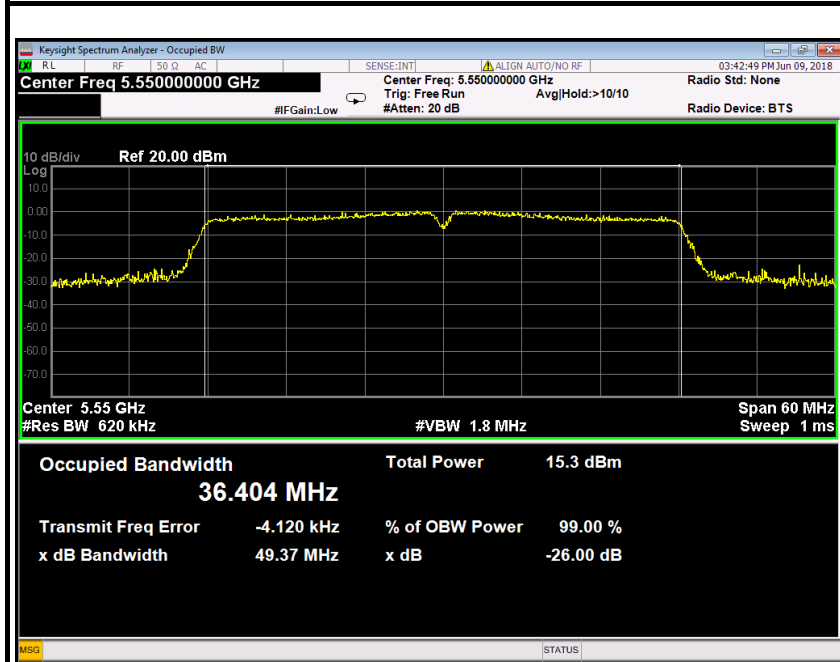 Keysight Spectrum Analyzer - Occupied BW
LXI RL RF 50 Ω AC SENSE:INT ALIGN AUTO/NO RF 03:42:49 PM Jun 09, 2018
Center Freq 5.550000000 GHz
Center Freq: 5.550000000 GHz
Radio Std: None
Trig: Free Run Avg|Hold:>10/10
#IFGain:Low #Atten: 20 dB Radio Device: BTS
10 dB/div Ref 20.00 dBm
Log
10.0
0.00
-10.0
-20.0
-30.0
-40.0
-50.0
-60.0
-70.0
Center 5.55 GHz Span 60 MHz
#Res BW 620 kHz #VBW 1.8 MHz Sweep 1 ms
Occupied Bandwidth Total Power 15.3 dBm
36.404 MHz
Transmit Freq Error -4.120 kHz % of OBW Power 99.00 %
x dB Bandwidth 49.37 MHz x dB -26.00 dB
MSG STATUS